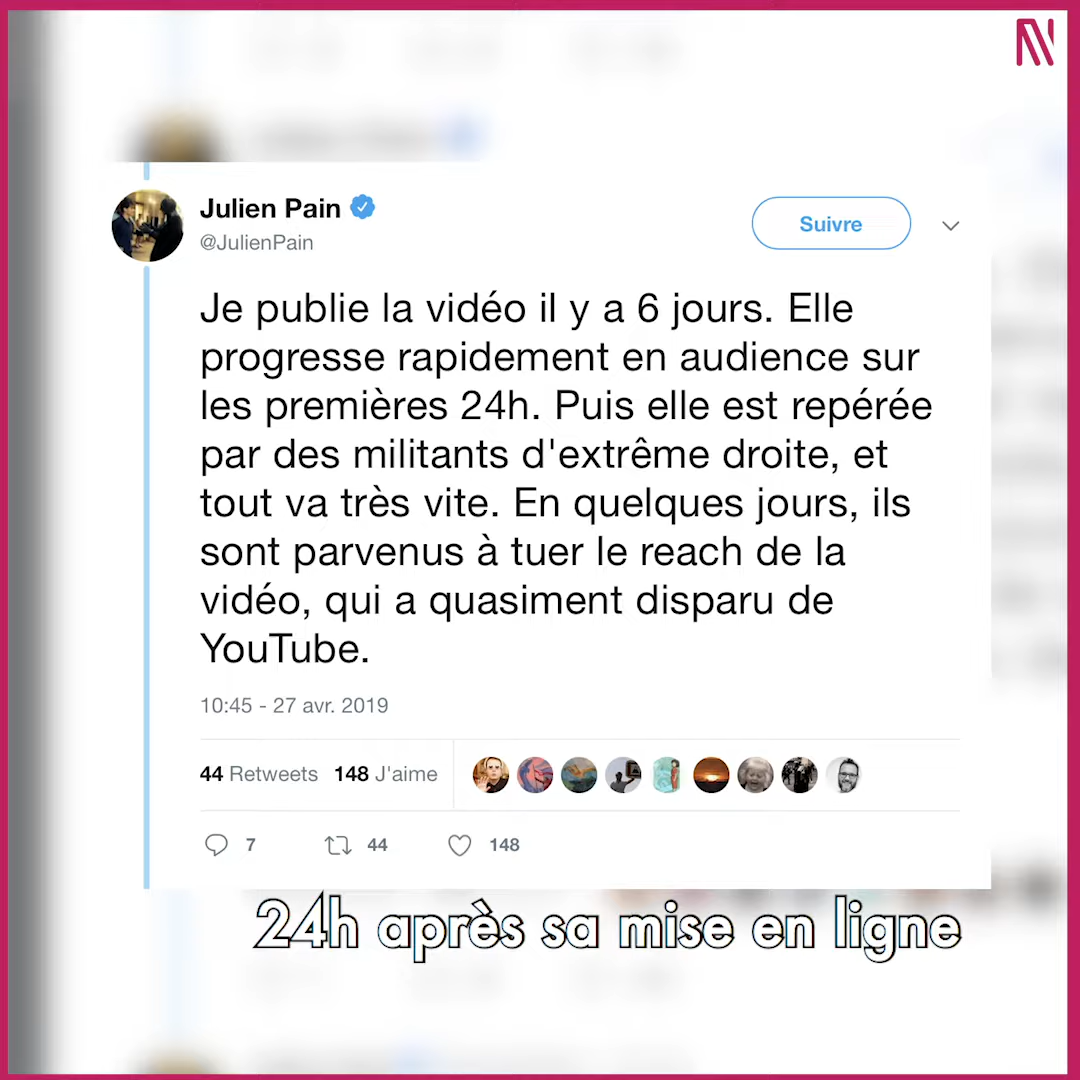 Julien Pain
@JulienPain
Suivre
Je publie la vidéo il y a 6 jours. Elle
progresse rapidement en audience sur
les premières 24h. Puis elle est repérée
par des militants d'extrême droite, et
tout va très vite. En quelques jours, ils
sont parvenus à tuer le reach de la
vidéo, qui a quasiment disparu de
YouTube.
10:45 - 27 avr. 2019
44 Retweets 148 J'aime
7 44 148
24h après sa mise en ligne